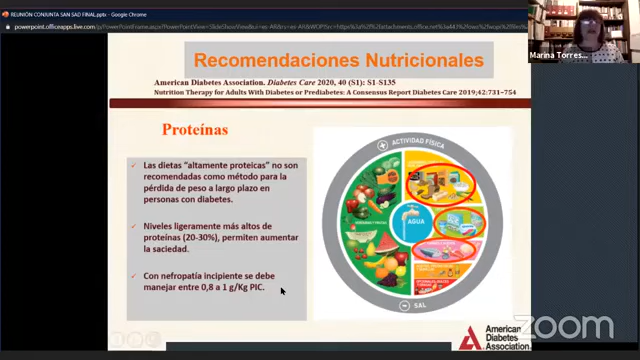 REUNIÓN CONJUNTA SAN SAD FINAL.pptx - Google Chrome
powerpoint.officeapps.live.com/p/PowerPointFrame.aspx?PowerPointView=
Marina Torres...
Recomendaciones Nutricionales
American Diabetes Association. Diabetes Care 2020, 40 (S1): S1-S135
Nutrition Therapy for Adults With Diabetes or Prediabetes: A Consensus Report Diabetes Care 2019;42:731–754
Proteínas
Las dietas “altamente proteicas” no son
recomendadas como método para la
pérdida de peso a largo plazo en
personas con diabetes.
Niveles ligeramente más altos de
proteínas (20-30%), permiten aumentar
la saciedad.
Con nefropatía incipiente se debe
manejar entre 0,8 a 1 g/Kg PIC.
ACTIVIDAD FÍSICA
AGUA
SAL
American
Diabetes
Association.
zoom